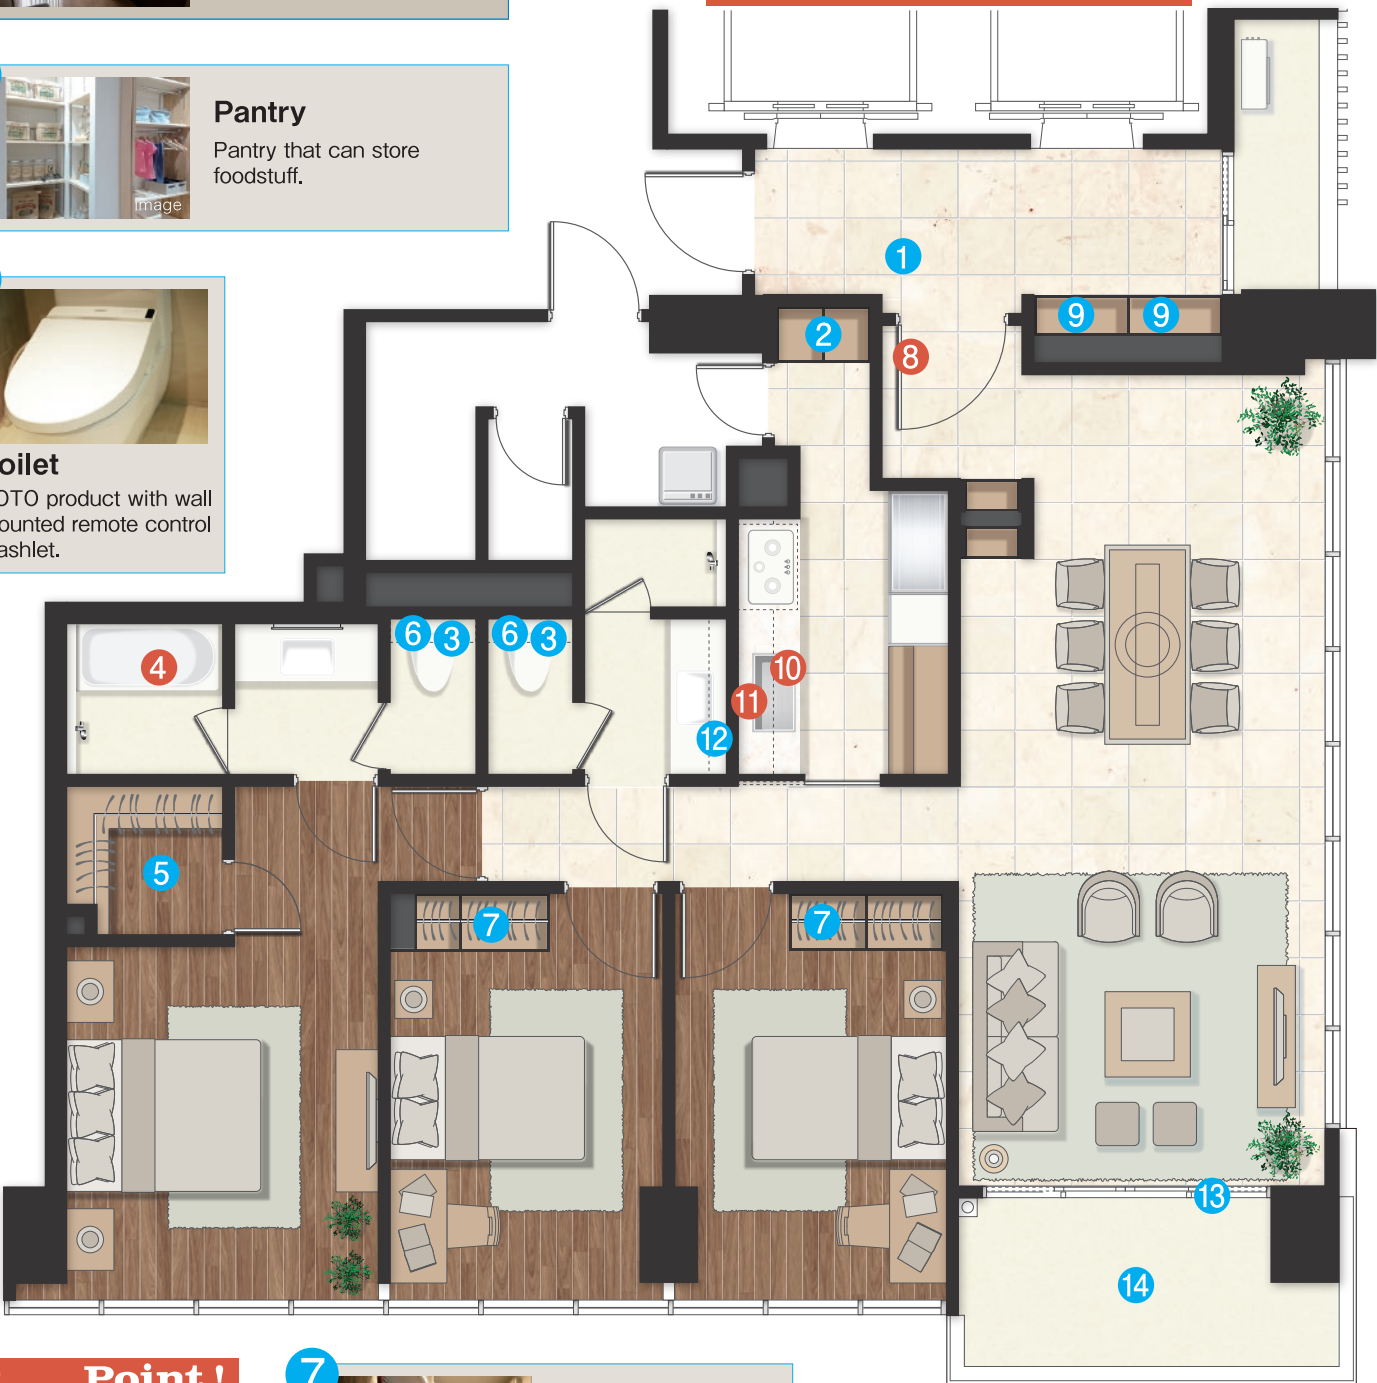 Pantry
Pantry that can store
foodstuff.
Image
oilet
OTO product with wall
ounted remote control
ashlet.
1
2
9
9
8
6
3
6
3
4
10
11
12
5
7
7
13
14
Point!
7